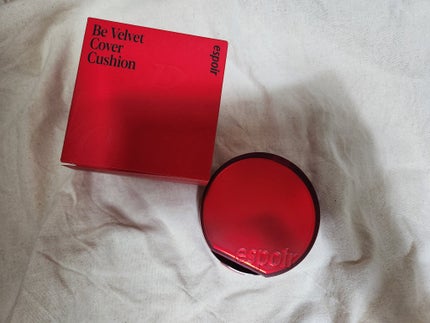 Be Velvet
Cover
Cushion
espoir
espoir